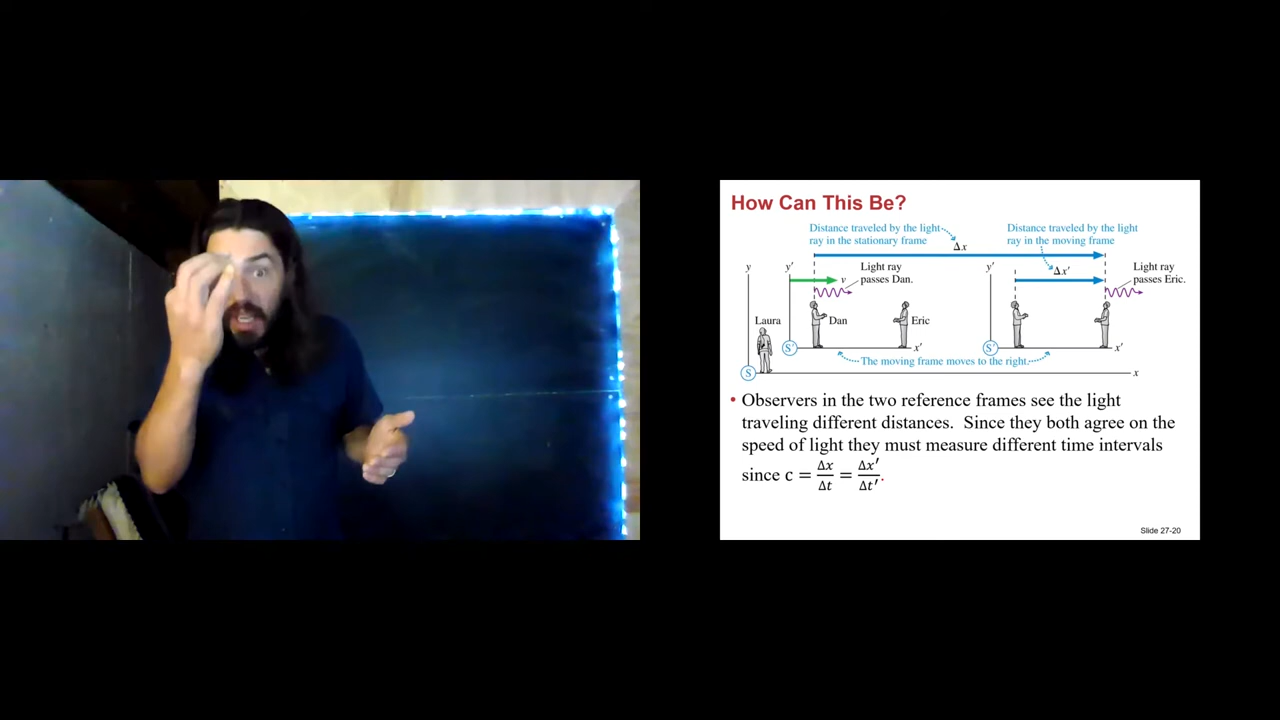 How Can This Be?
Distance traveled by the light
ray in the stationary frame
Δx
Distance traveled by the light
ray in the moving frame
Δx′
y
y′
v
Light ray
passes Dan.
y′
Light ray
passes Eric.
Laura
Dan
Eric
S′
x′
S′
x′
The moving frame moves to the right.
S
x
• Observers in the two reference frames see the light
traveling different distances. Since they both agree on the
speed of light they must measure different time intervals
since c = Δx/Δt = Δx′/Δt′.
Slide 27-20